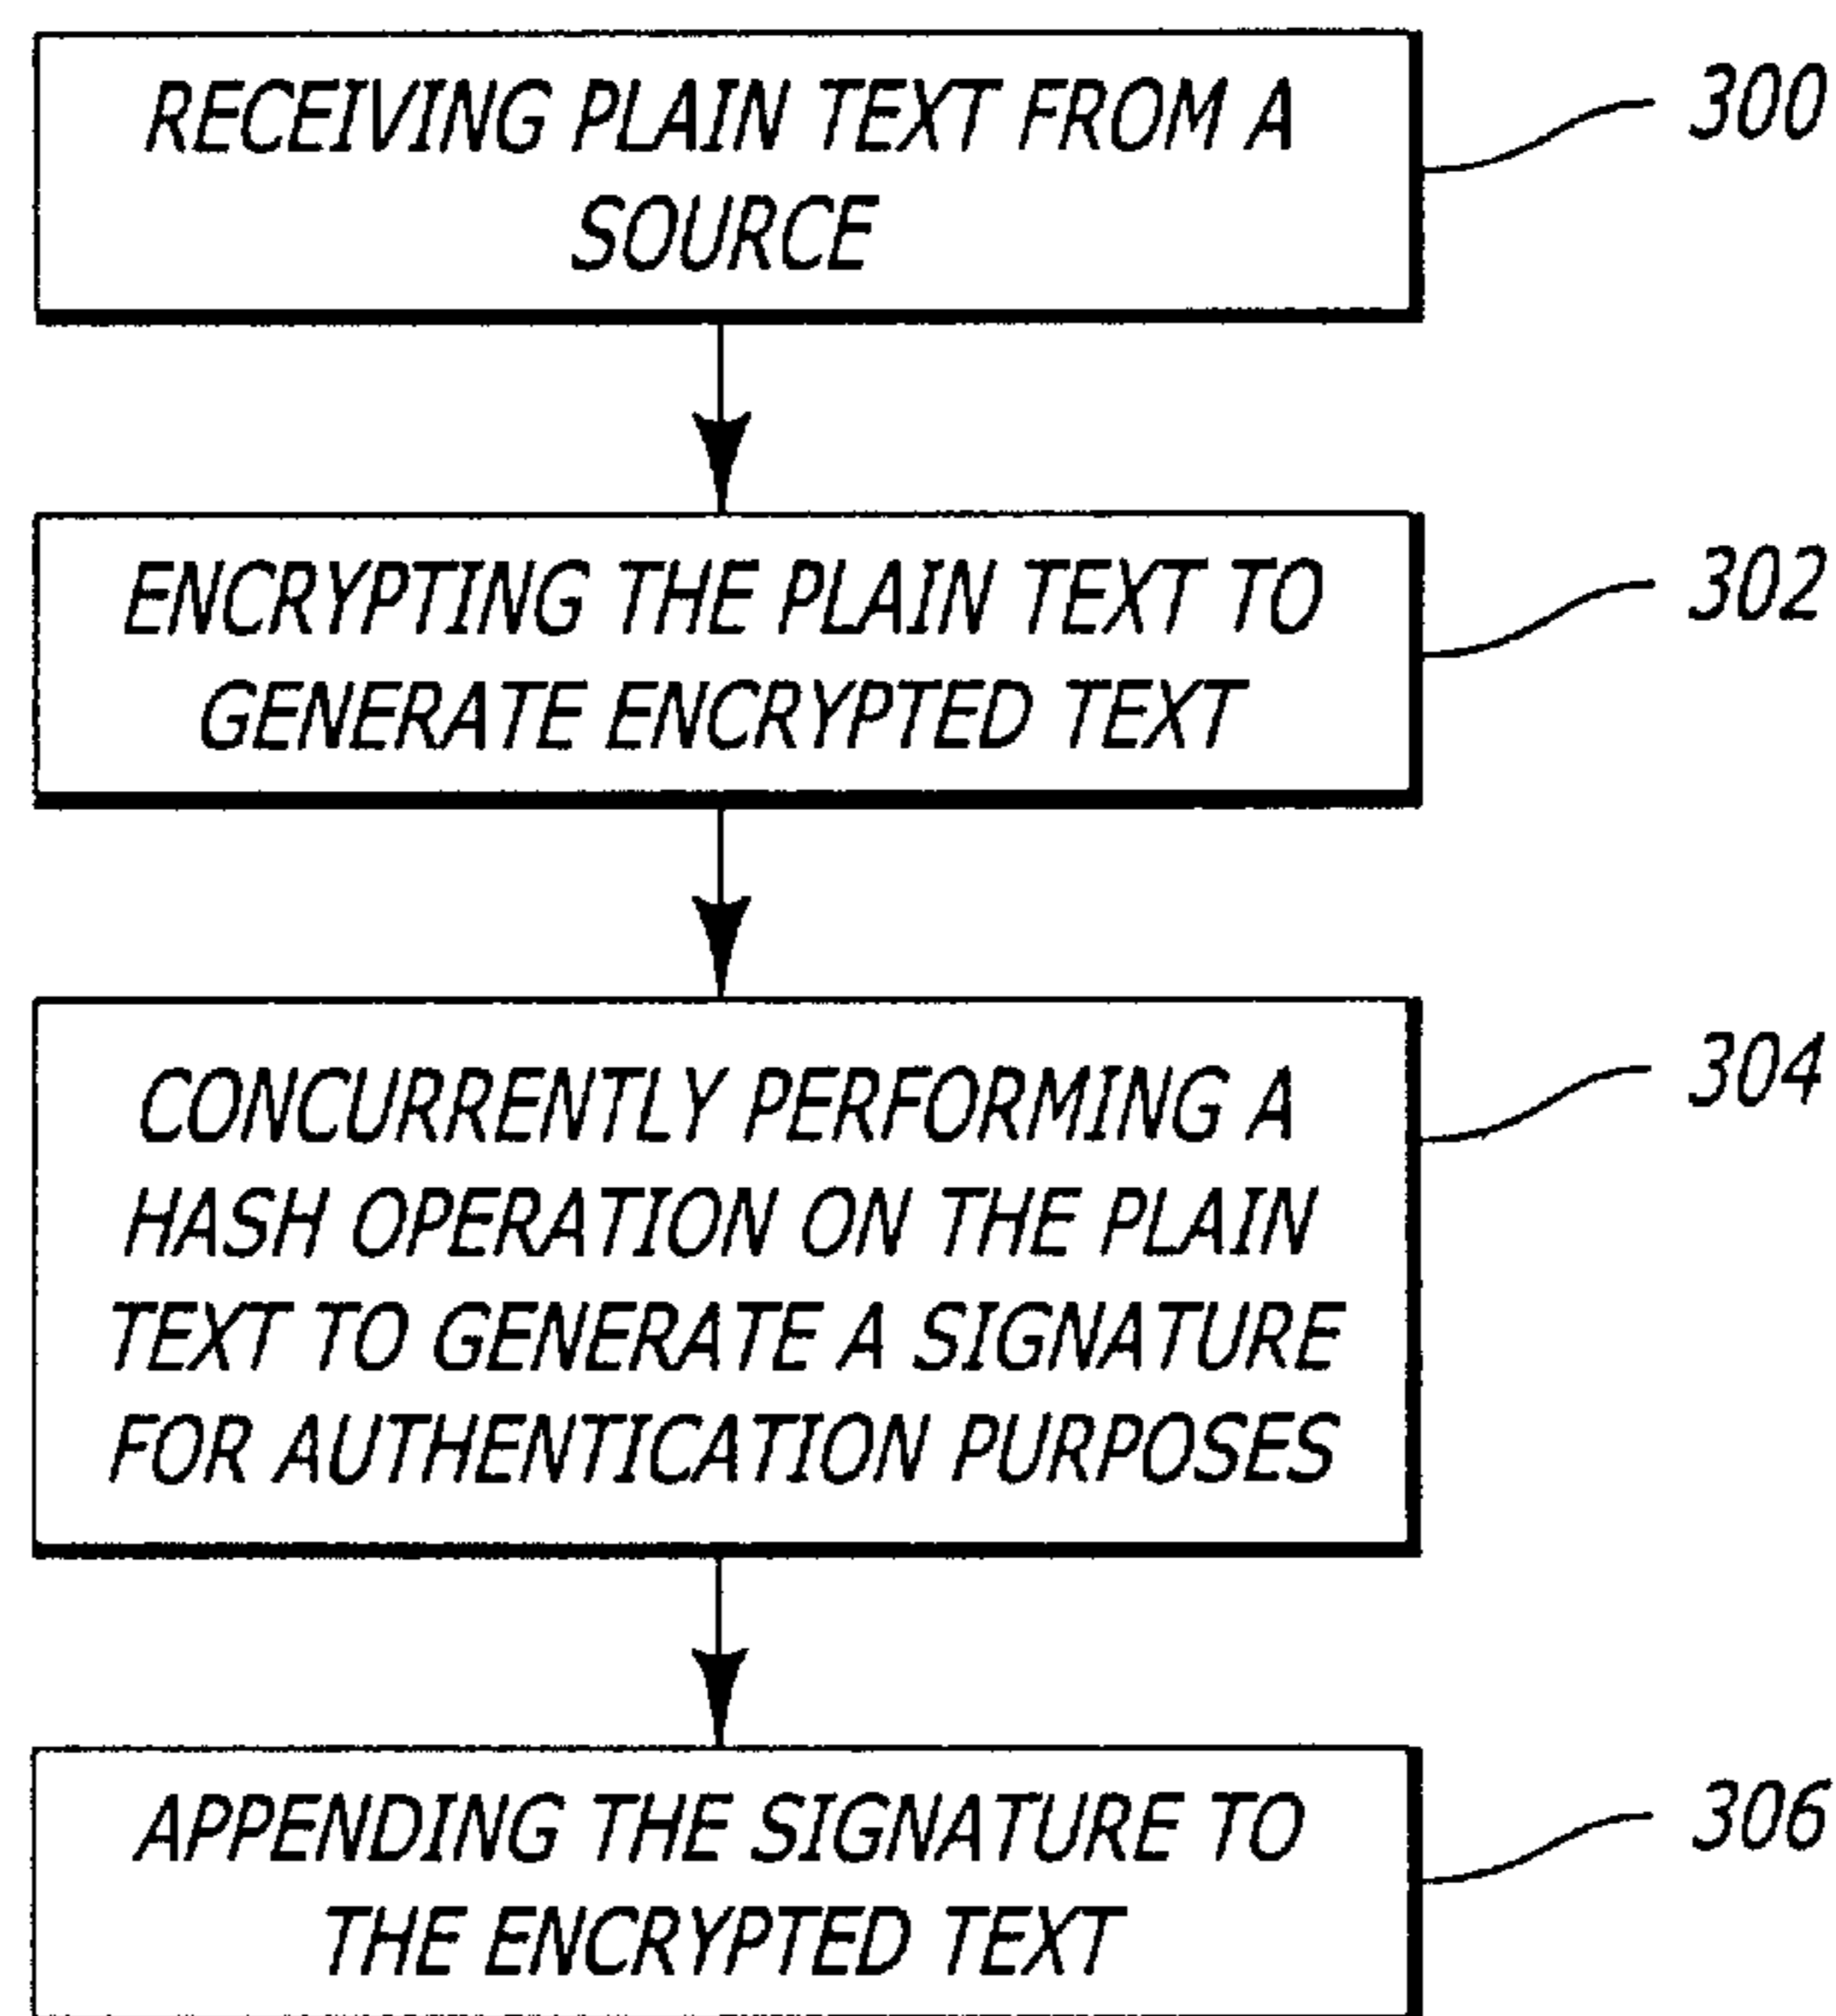 RECEIVING PLAIN TEXT FROM A
SOURCE
300
ENCRYPTING THE PLAIN TEXT TO
GENERATE ENCRYPTED TEXT
302
CONCURRENTLY PERFORMING A
HASH OPERATION ON THE PLAIN
TEXT TO GENERATE A SIGNATURE
FOR AUTHENTICATION PURPOSES
304
APPENDING THE SIGNATURE TO
THE ENCRYPTED TEXT
306